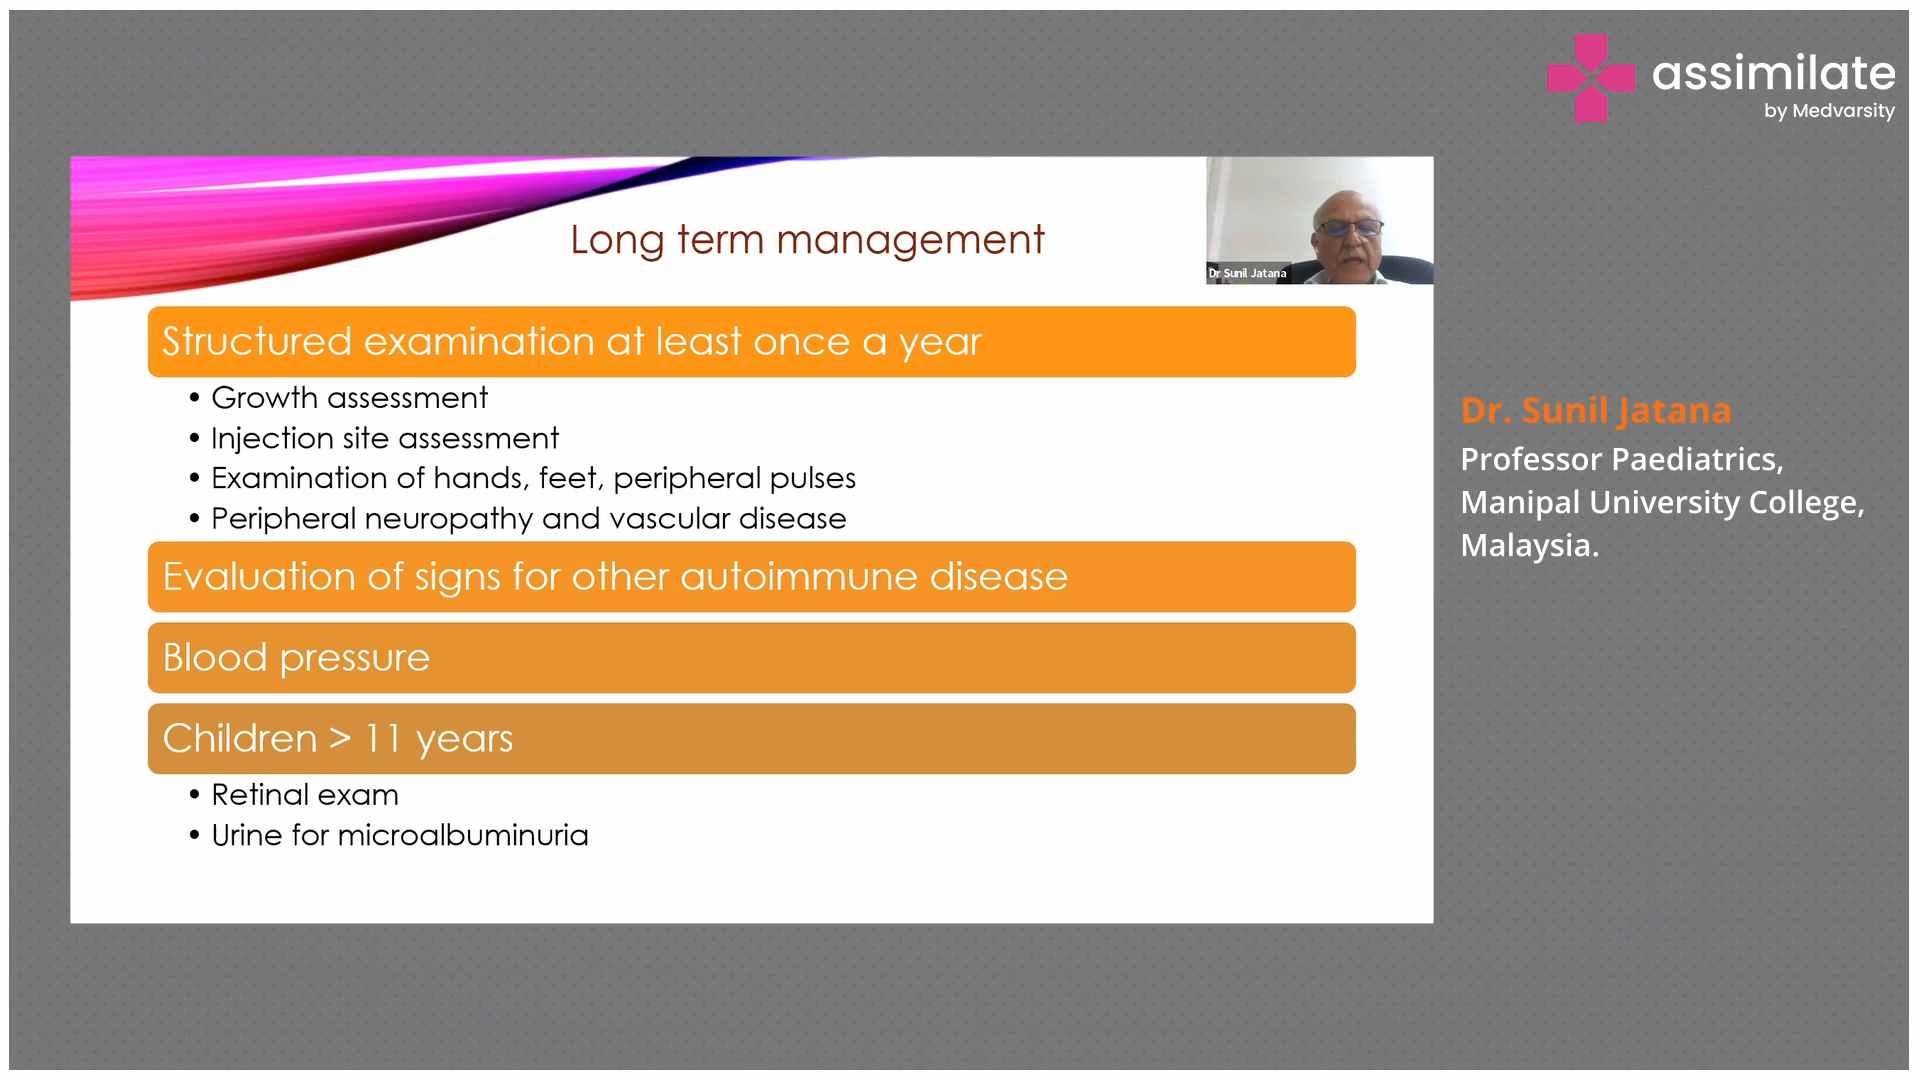 assimilate
by Medvarsity
Long term management
Dr Sunil Jatana
Structured examination at least once a year
• Growth assessment
• Injection site assessment
• Examination of hands, feet, peripheral pulses
• Peripheral neuropathy and vascular disease
Evaluation of signs for other autoimmune disease
Blood pressure
Children > 11 years
• Retinal exam
• Urine for microalbuminuria
Dr. Sunil Jatana
Professor Paediatrics,
Manipal University College,
Malaysia.